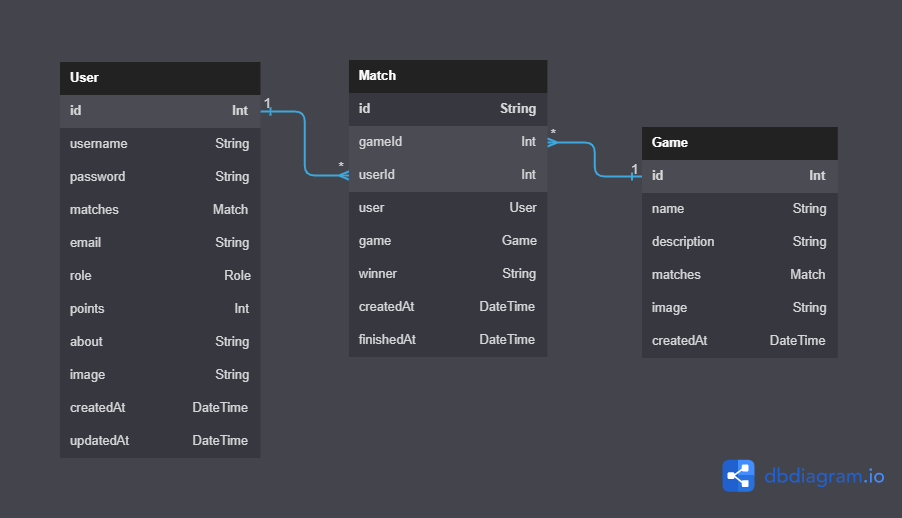 User
id Int
username String
password String
matches Match
email String
role Role
points Int
about String
image String
createdAt DateTime
updatedAt DateTime
1
*
Match
id String
gameId Int
userId Int
user User
game Game
winner String
createdAt DateTime
finishedAt DateTime
*
1
Game
id Int
name String
description String
matches Match
image String
createdAt DateTime
dbdiagram.io